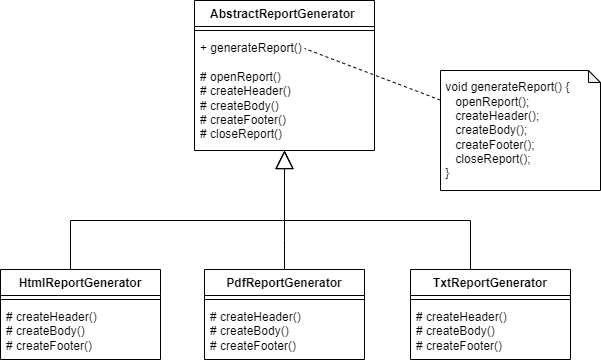 AbstractReportGenerator
+ generateReport()
# openReport()
# createHeader()
# createBody()
# createFooter()
# closeReport()
void generateReport() {
openReport();
createHeader();
createBody();
createFooter();
closeReport();
}
HtmlReportGenerator
# createHeader()
# createBody()
# createFooter()
PdfReportGenerator
# createHeader()
# createBody()
# createFooter()
TxtReportGenerator
# createHeader()
# createBody()
# createFooter()